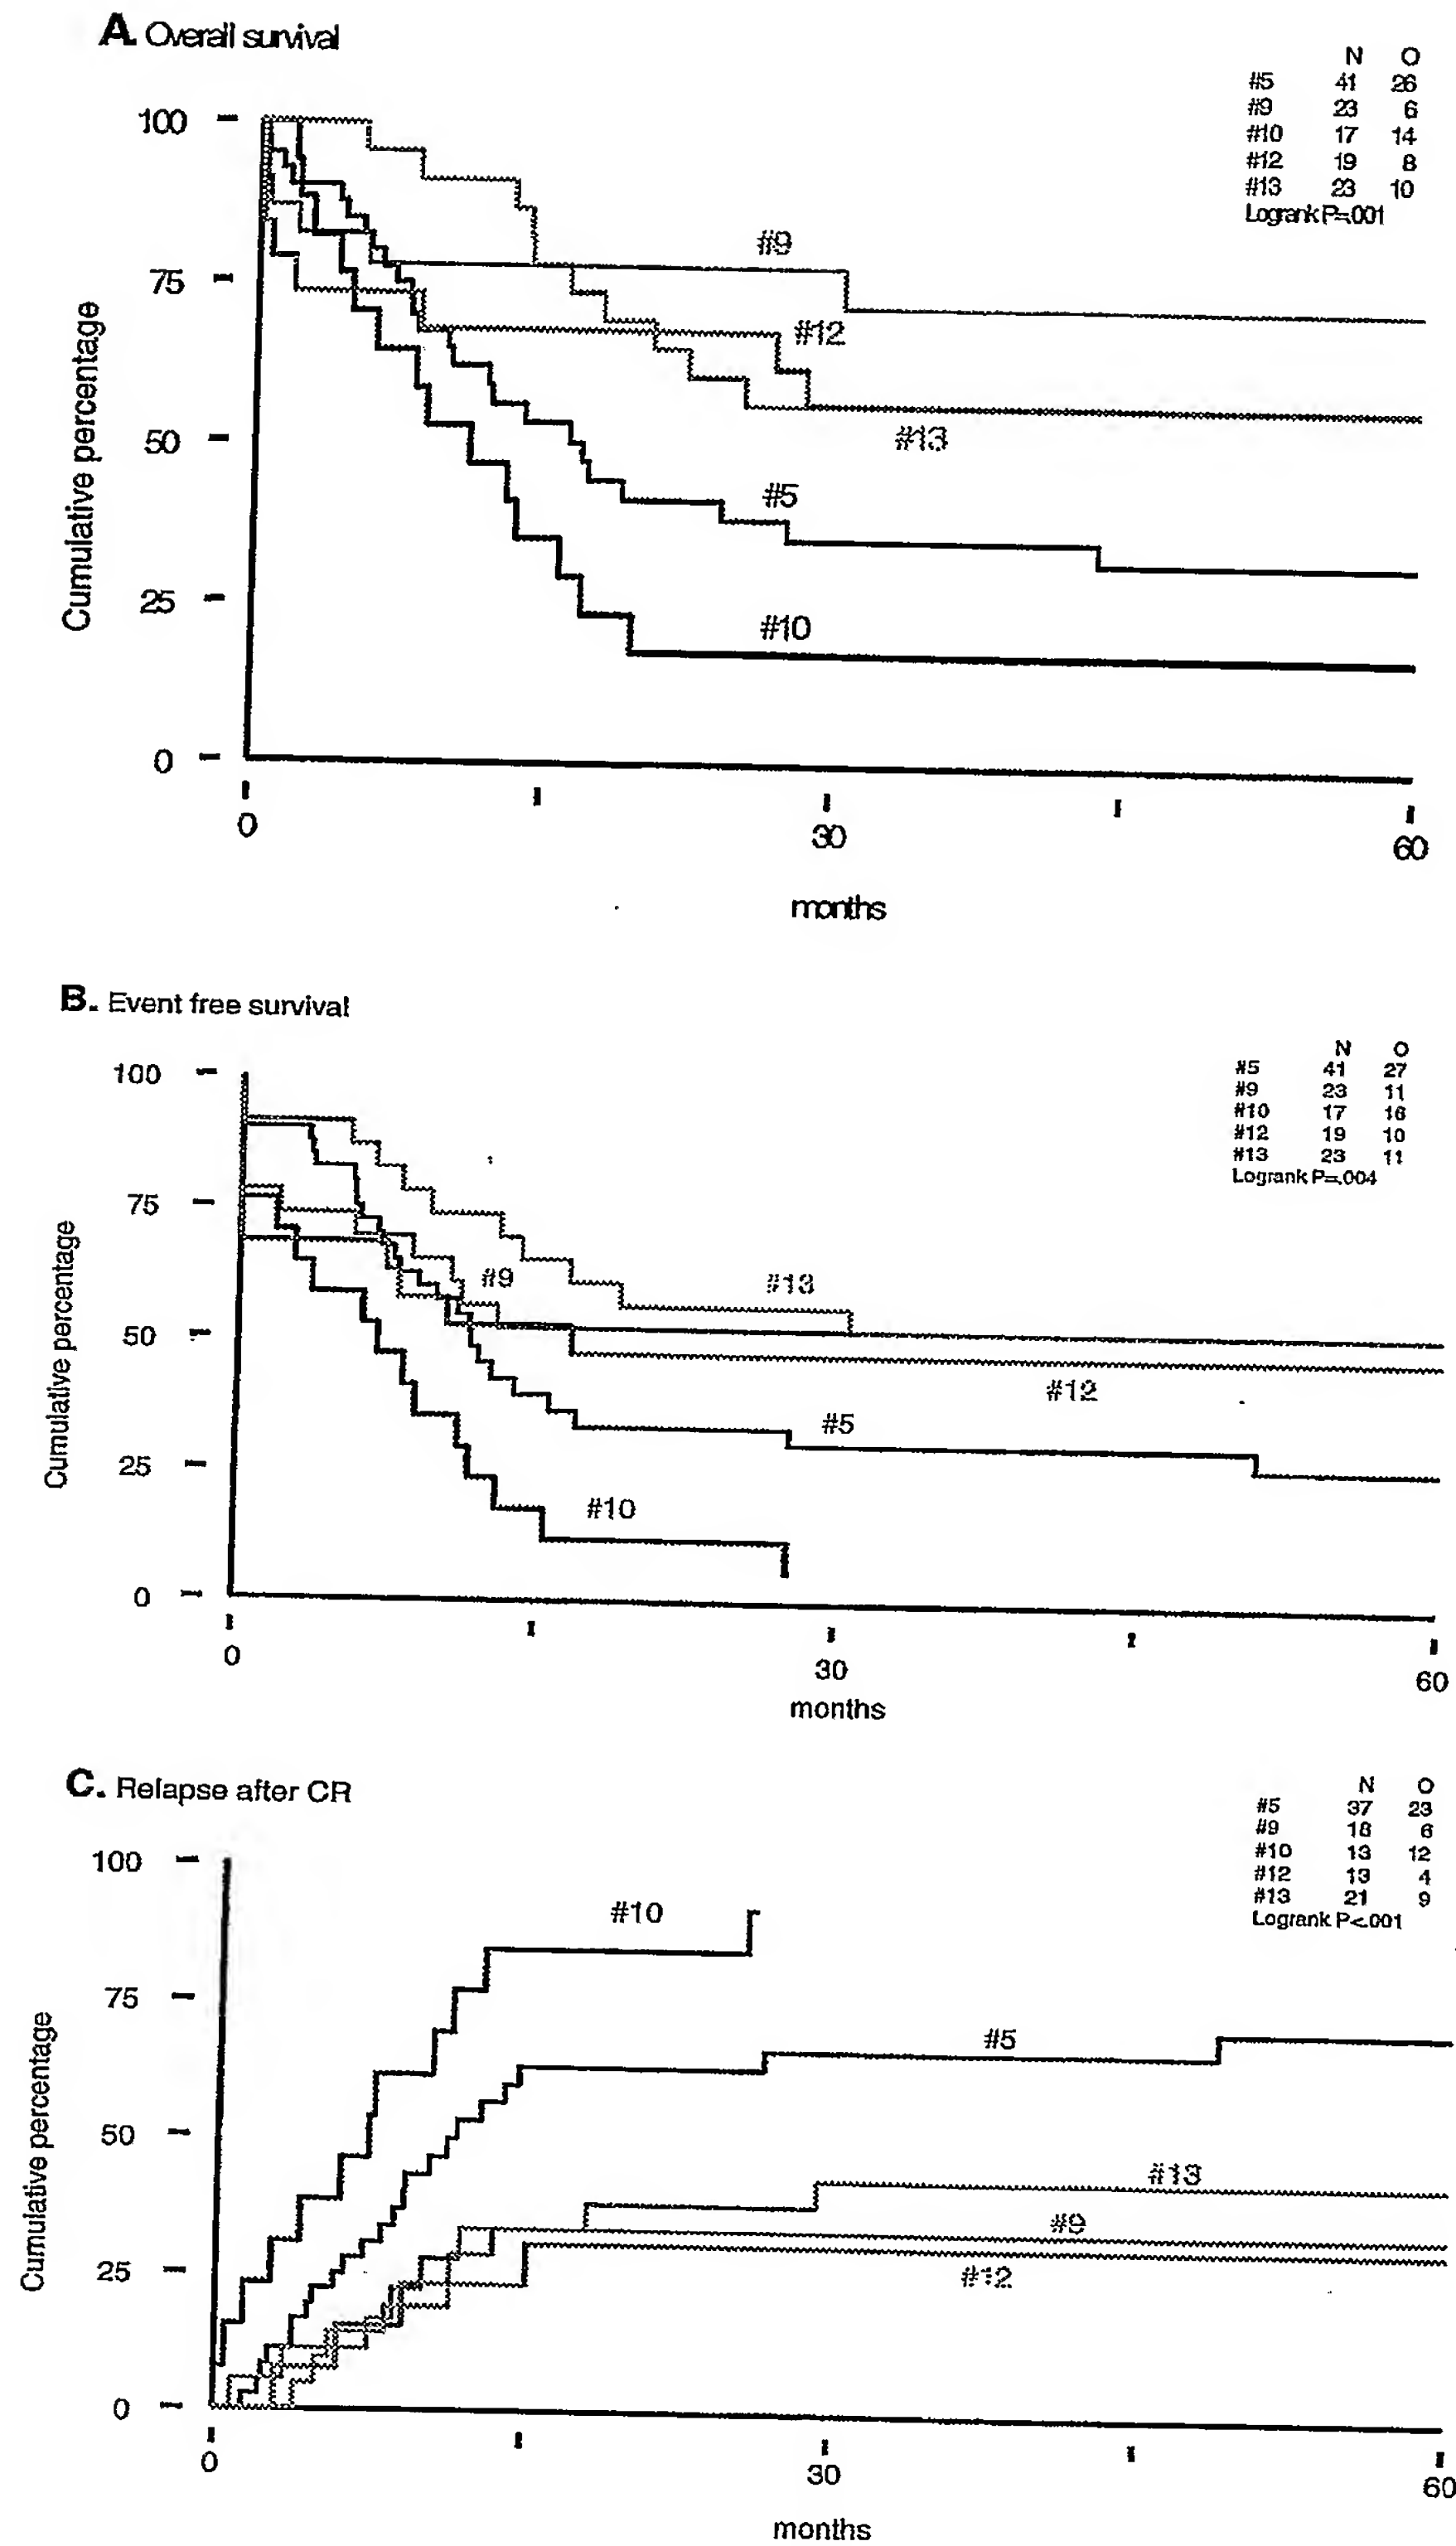 A. Overall survival
N O
#5 41 26
#9 23 6
#10 17 14
#12 19 8
#13 23 10
Logrank P=.001
100
75
50
25
0
Cumulative percentage
#9
#12
#13
#5
#10
0 30 60
months
B. Event free survival
N O
#5 41 27
#9 23 11
#10 17 16
#12 19 10
#13 23 11
Logrank P=.004
100
75
50
25
0
Cumulative percentage
#9
#13
#12
#5
#10
0 30 60
months
C. Relapse after CR
N O
#5 37 23
#9 18 6
#10 13 12
#12 13 4
#13 21 9
Logrank P<.001
100
75
50
25
0
Cumulative percentage
#10
#5
#13
#9
#12
0 30 60
months